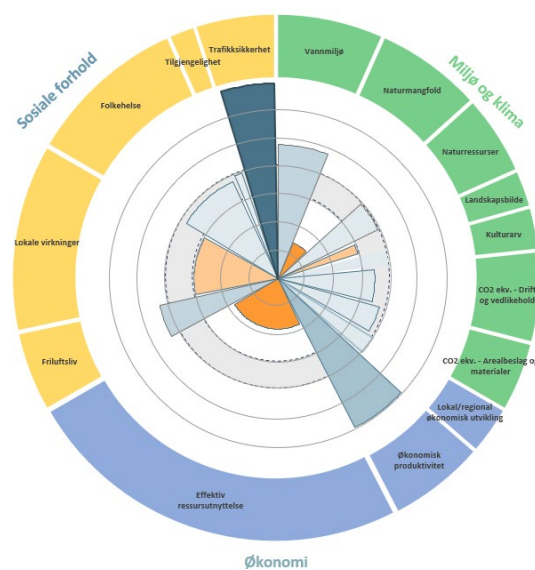 Sosiale forhold
Miljø og klima
Økonomi
Trafikksikkerhet
Tilgjengelighet
Folkehelse
Lokale virkninger
Friluftsliv
Vannmiljø
Naturmangfold
Naturressurser
Landskapsbilde
Kulturarv
CO2 ekv. - Drift
og vedlikehold
CO2 ekv. - Arealbeslag og
materialer
Lokal/regional
økonomisk utvikling
Økonomisk
produktivitet
Effektiv
ressursutnyttelse